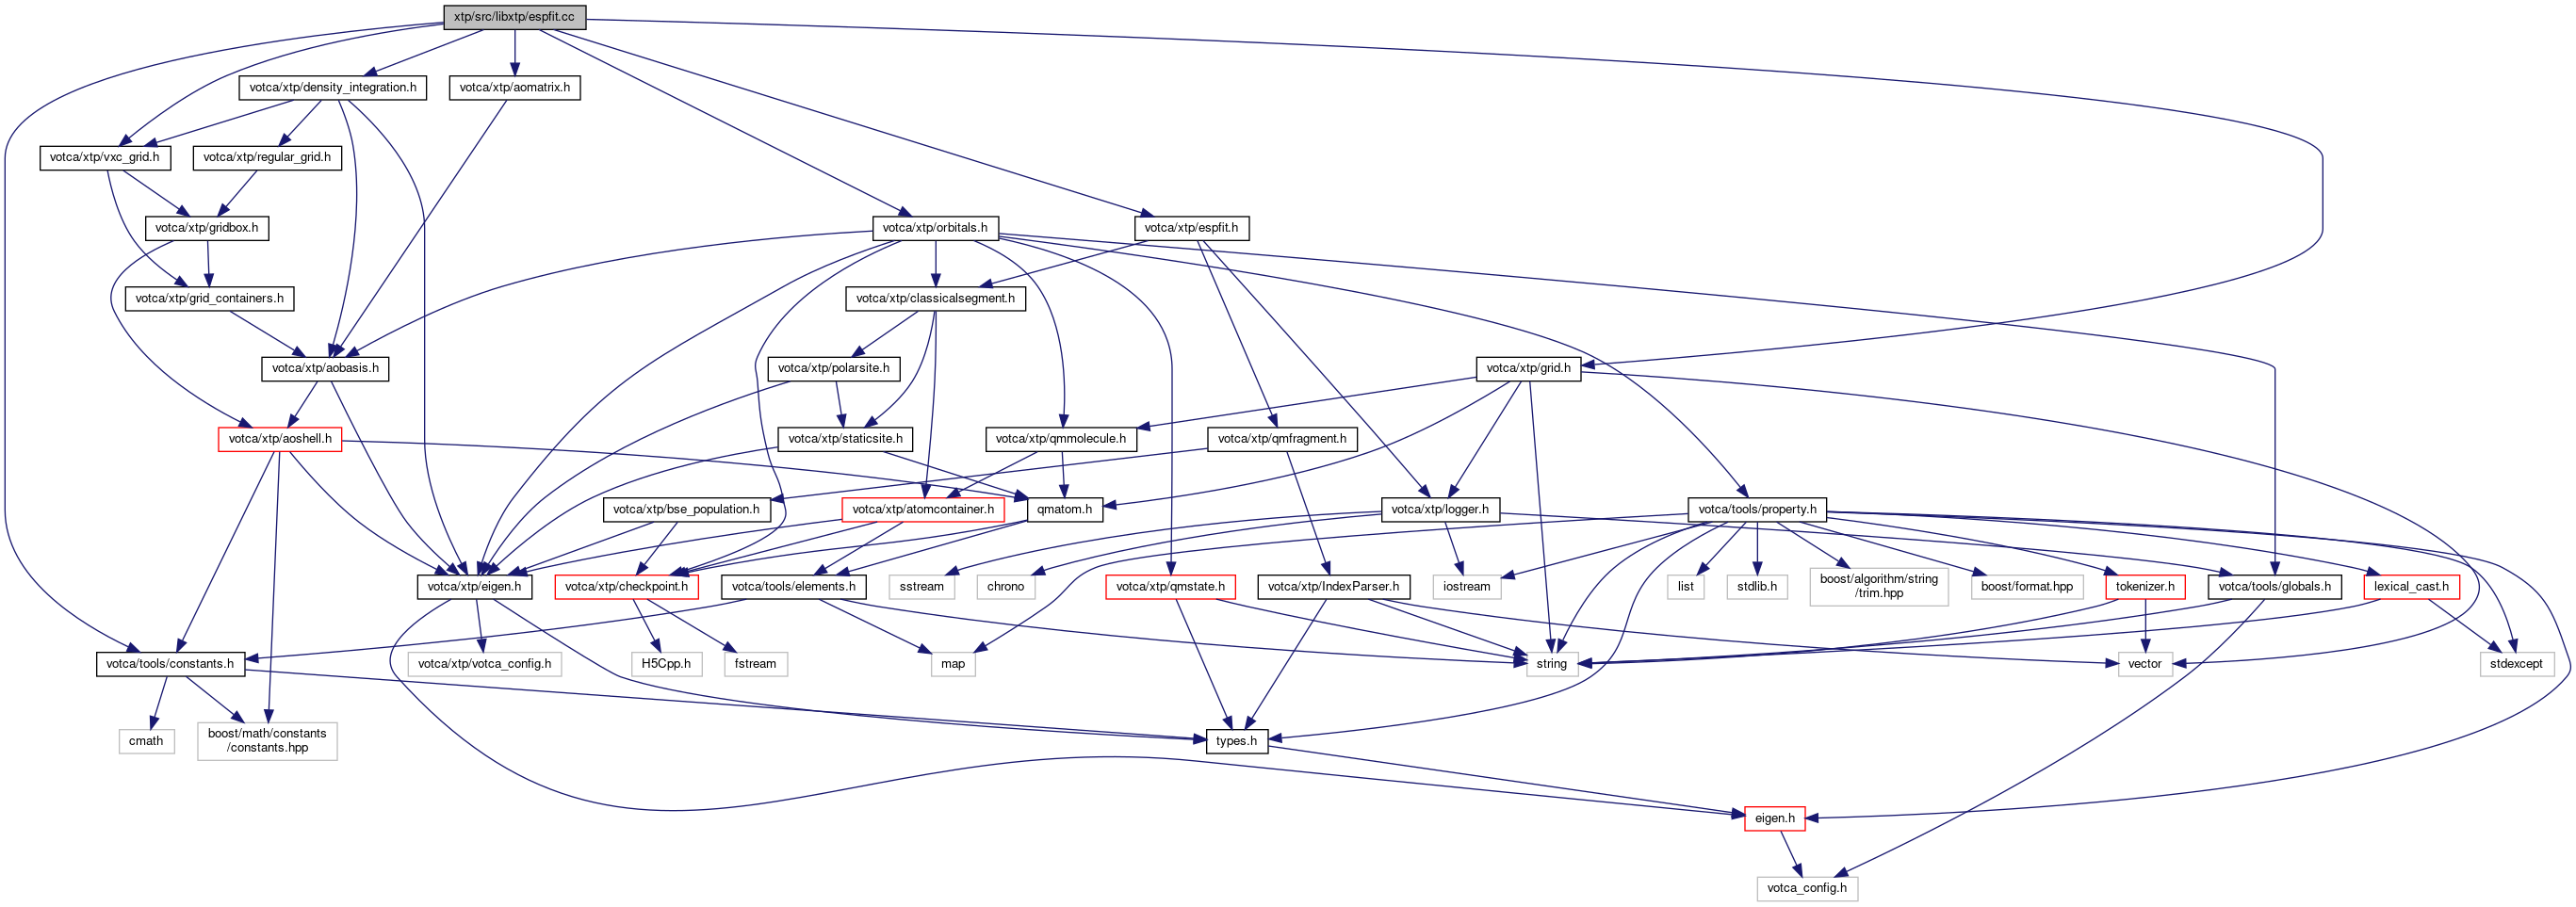 xtp/src/libxtp/espfit.cc
votca/xtp/density_integration.h
votca/xtp/aomatrix.h
votca/xtp/vxc_grid.h
votca/xtp/regular_grid.h
votca/xtp/gridbox.h
votca/xtp/orbitals.h
votca/xtp/espfit.h
votca/xtp/grid_containers.h
votca/xtp/classicalsegment.h
votca/xtp/aobasis.h
votca/xtp/polarsite.h
votca/xtp/grid.h
votca/xtp/aoshell.h
votca/xtp/staticsite.h
votca/xtp/qmmolecule.h
votca/xtp/qmfragment.h
votca/xtp/bse_population.h
votca/xtp/atomcontainer.h
qmatom.h
votca/xtp/logger.h
votca/tools/property.h
votca/xtp/eigen.h
votca/xtp/checkpoint.h
votca/tools/elements.h
sstream
chrono
votca/xtp/qmstate.h
votca/xtp/IndexParser.h
iostream
list
stdlib.h
boost/algorithm/string
/trim.hpp
boost/format.hpp
tokenizer.h
votca/tools/globals.h
lexical_cast.h
votca/tools/constants.h
votca/xtp/votca_config.h
H5Cpp.h
fstream
map
string
vector
stdexcept
cmath
boost/math/constants
/constants.hpp
types.h
eigen.h
votca_config.h